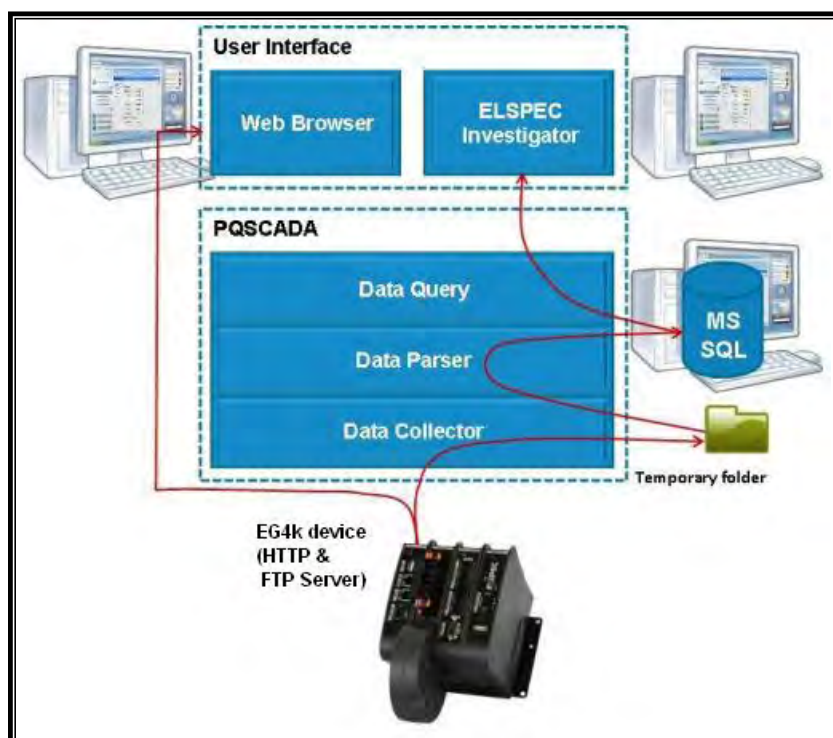 User Interface
Web Browser
ELSPEC
Investigator
PQSCADA
Data Query
Data Parser
Data Collector
MS
SQL
Temporary folder
EG4k device
(HTTP &
FTP Server)